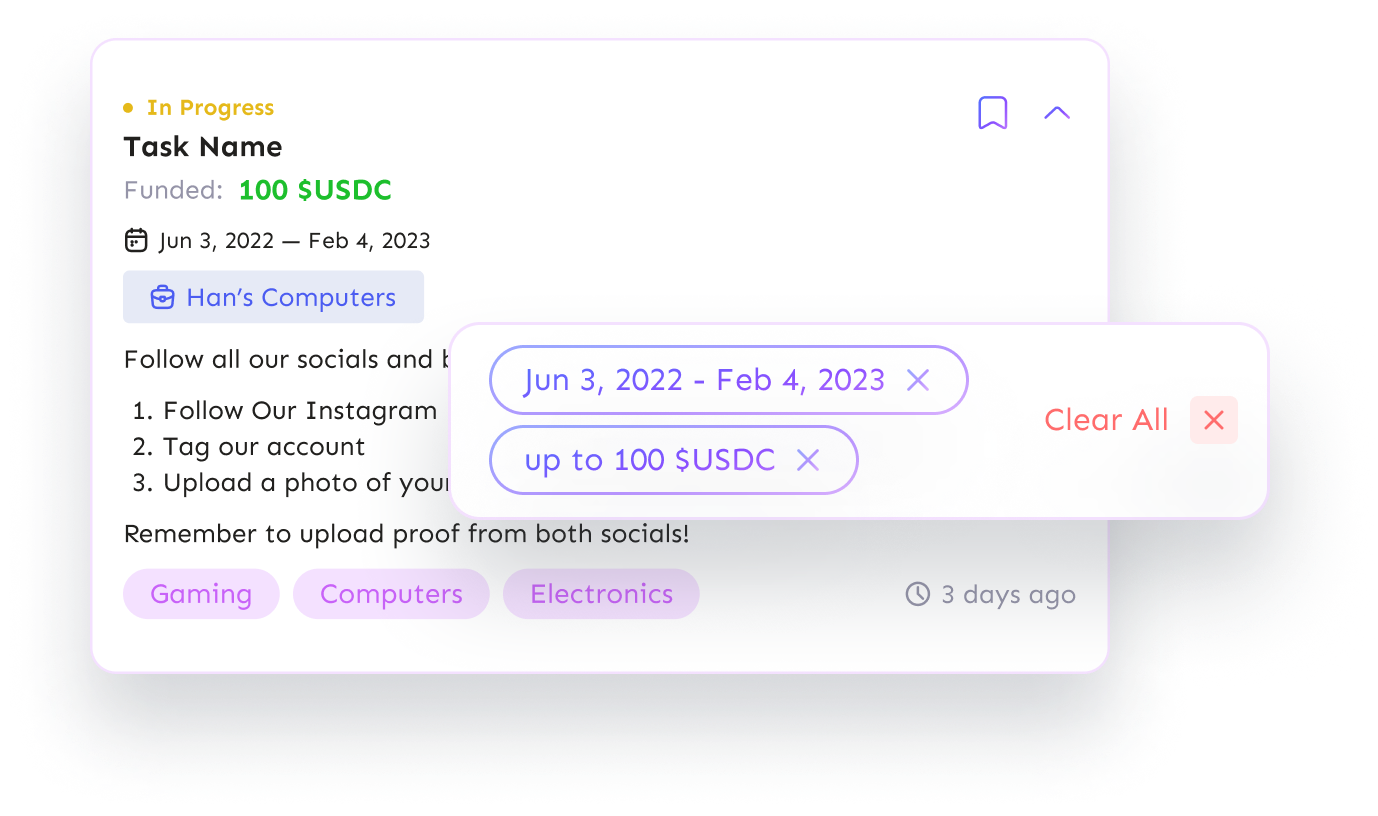 In Progress
Task Name
Funded: 100 $USDC
Jun 3, 2022 — Feb 4, 2023
Han’s Computers
Follow all our socials and
1. Follow Our Instagram
2. Tag our account
3. Upload a photo of your
Remember to upload proof from both socials!
Gaming Computers Electronics 3 days ago
Jun 3, 2022 - Feb 4, 2023
up to 100 $USDC
Clear All